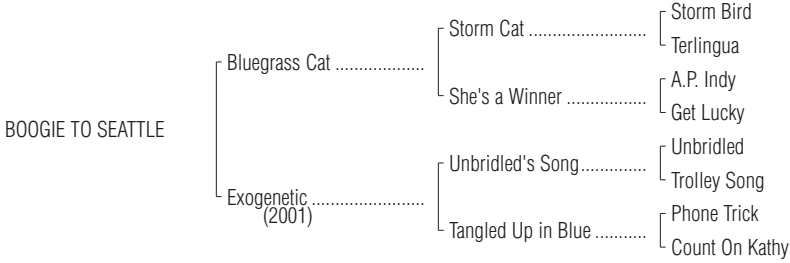 Storm Bird
Storm Cat ........................
Terlingua
Bluegrass Cat ...................
A.P. Indy
She's a Winner .................
Get Lucky
BOOGIE TO SEATTLE
Unbridled
Unbridled's Song..............
Trolley Song
Exogenetic ........................
(2001)
Phone Trick
Tangled Up in Blue ...........
Count On Kathy